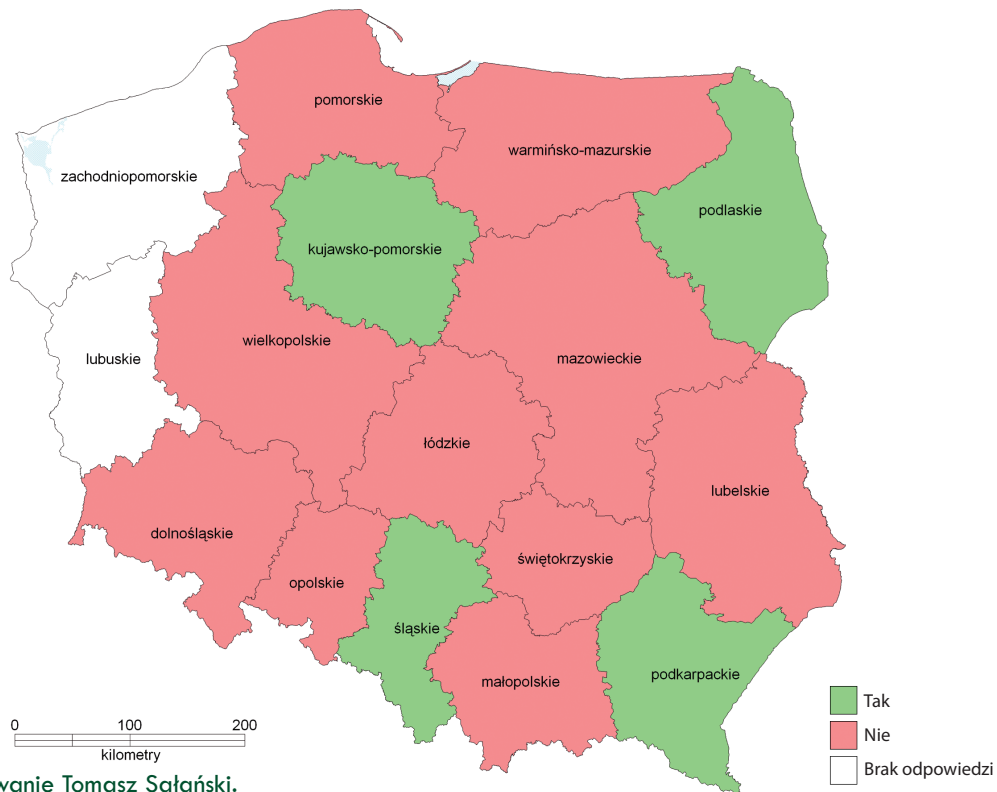 pomorskie
warmińsko-mazurskie
zachodniopomorskie
podlaskie
kujawsko-pomorskie
wielkopolskie
lubuskie
mazowieckie
łódzkie
lubelskie
dolnośląskie
świętokrzyskie
opolskie
śląskie
małopolskie
podkarpackie
Tak
Nie
Brak odpowiedzi
0 100 200
kilometry
Tomasz Sałański.